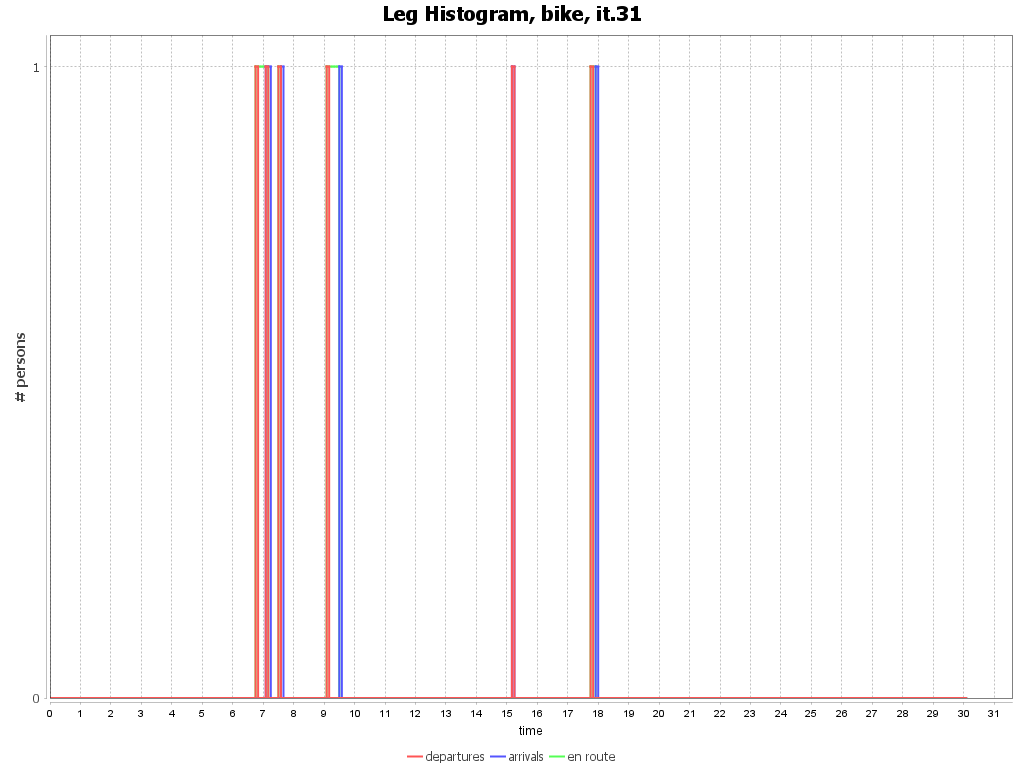 Leg Histogram, bike, it.31
# persons
1
0
0 1 2 3 4 5 6 7 8 9 10 11 12 13 14 15 16 17 18 19 20 21 22 23 24 25 26 27 28 29 30 31
time
departures arrivals en route